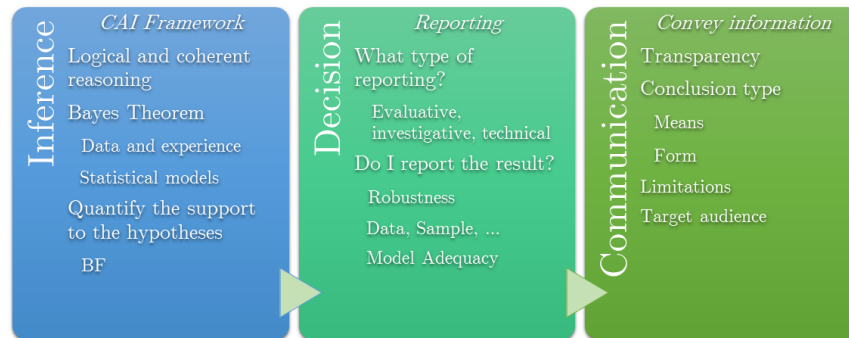 Inference
CAI Framework
Logical and coherent
reasoning
Bayes Theorem
Data and experience
Statistical models
Quantify the support
to the hypotheses
BF
Decision
Reporting
What type of
reporting?
Evaluative,
investigative, technical
Do I report the result?
Robustness
Data, Sample, ...
Model Adequacy
Communication
Convey information
Transparency
Conclusion type
Means
Form
Limitations
Target audience